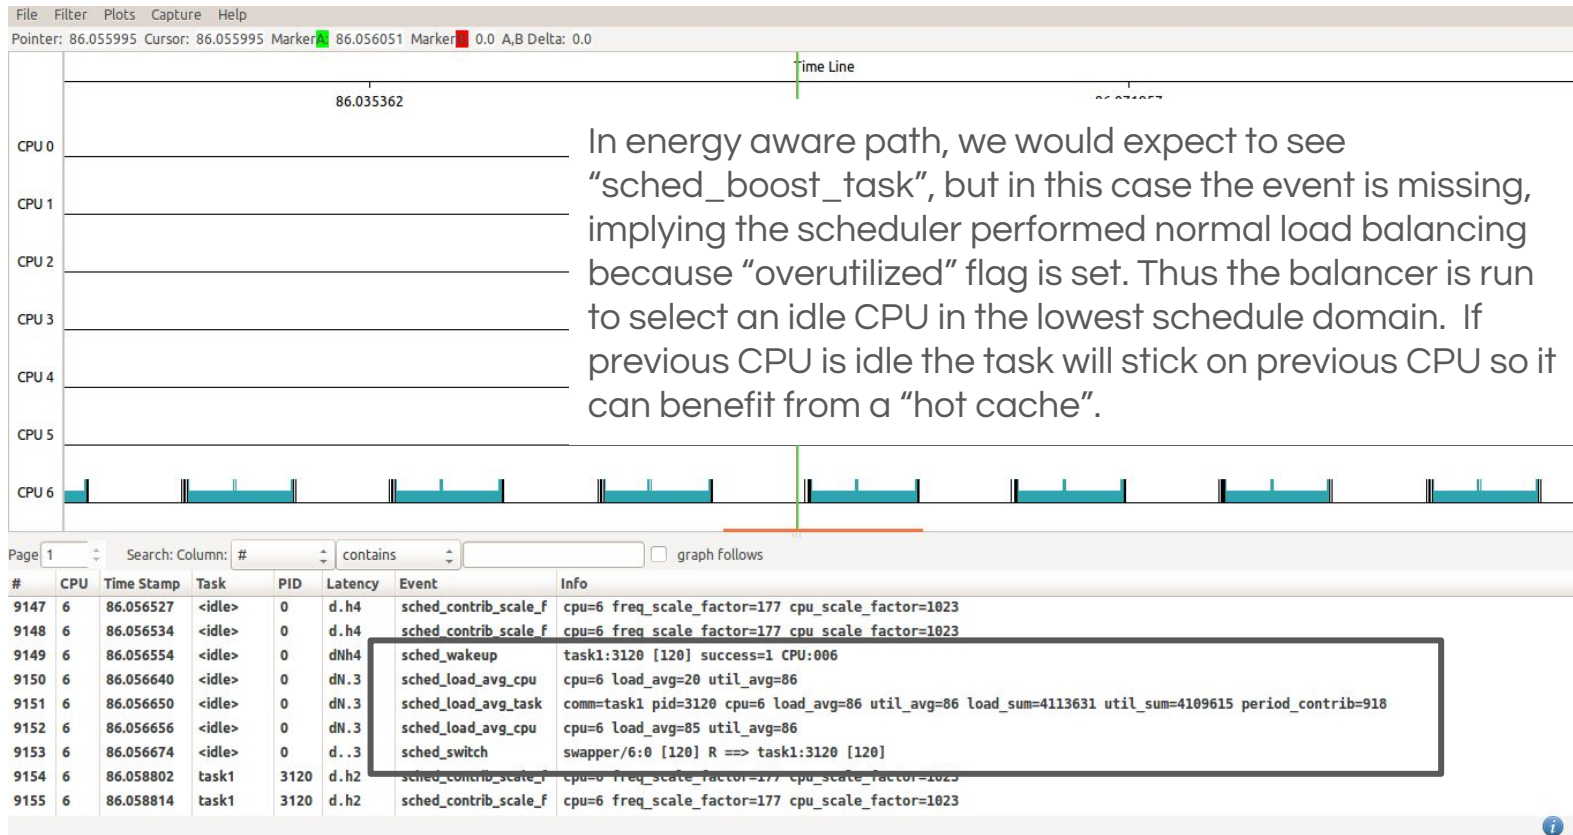 File Filter Plots Capture Help
Pointer: 86.055995 Cursor: 86.055995 MarkerA: 86.056051 MarkerB: 0.0 A,B Delta: 0.0
Time Line
86.035362
In energy aware path, we would expect to see
“sched_boost_task”, but in this case the event is missing,
implying the scheduler performed normal load balancing
because “overutilized” flag is set. Thus the balancer is run
to select an idle CPU in the lowest schedule domain. If
previous CPU is idle the task will stick on previous CPU so it
can benefit from a “hot cache”.
CPU 0
CPU 1
CPU 2
CPU 3
CPU 4
CPU 5
CPU 6
Page 1 Search: Column: # contains graph follows
# CPU Time Stamp Task PID Latency Event Info
9147 6 86.056527 <idle> 0 d.h4 sched_contrib_scale_f cpu=6 freq_scale_factor=177 cpu_scale_factor=1023
9148 6 86.056534 <idle> 0 d.h4 sched_contrib_scale_f cpu=6 freq_scale_factor=177 cpu_scale_factor=1023
9149 6 86.056554 <idle> 0 dNh4 sched_wakeup task1:3120 [120] success=1 CPU:006
9150 6 86.056640 <idle> 0 dN.3 sched_load_avg_cpu cpu=6 load_avg=20 util_avg=86
9151 6 86.056650 <idle> 0 dN.3 sched_load_avg_task comm=task1 pid=3120 cpu=6 load_avg=86 util_avg=86 load_sum=4113631 util_sum=4109615 period_contrib=918
9152 6 86.056656 <idle> 0 dN.3 sched_load_avg_cpu cpu=6 load_avg=85 util_avg=86
9153 6 86.056674 <idle> 0 d..3 sched_switch swapper/6:0 [120] R ==> task1:3120 [120]
9154 6 86.058802 task1 3120 d.h2 sched_contrib_scale_f cpu=6 freq_scale_factor=177 cpu_scale_factor=1023
9155 6 86.058814 task1 3120 d.h2 sched_contrib_scale_f cpu=6 freq_scale_factor=177 cpu_scale_factor=1023